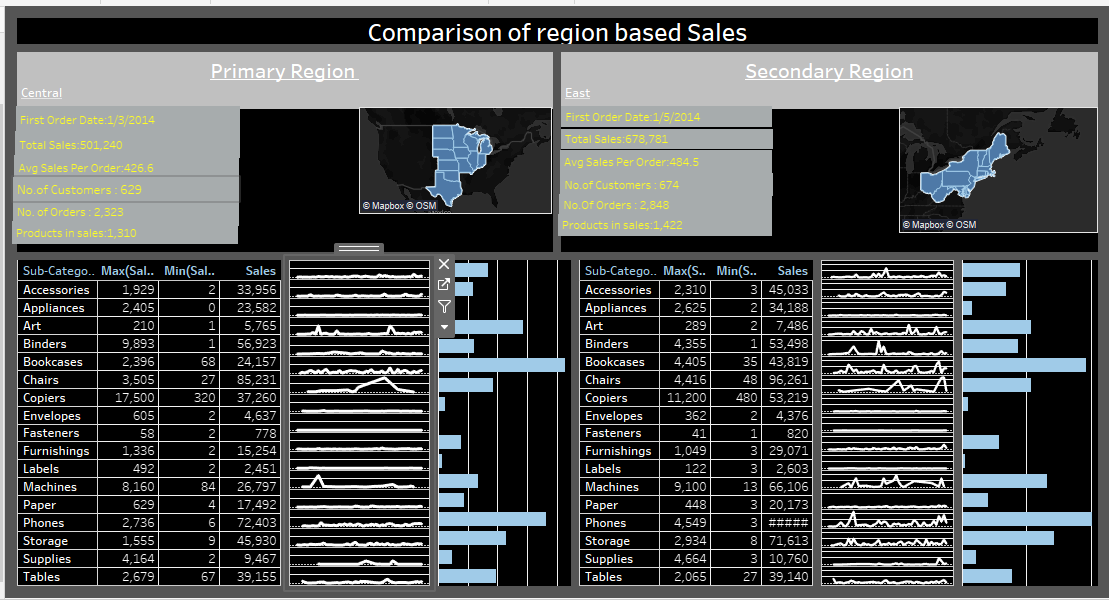 Comparison of region based Sales
Primary Region
Central
First Order Date:1/3/2014
Total Sales:501,240
Avg Sales Per Order:426.6
No.of Customers : 629
No. of Orders : 2,323
Products in sales:1,310
© Mapbox © OSM
Secondary Region
East
First Order Date:1/5/2014
Total Sales:678,781
Avg Sales Per Order:484.5
No.of Customers : 674
No.Of Orders : 2,848
Products in sales:1,422
© Mapbox © OSM
Sub-Catego.. Max(Sal.. Min(Sal.. Sales
Accessories 1,929 2 33,956
Appliances 2,405 0 23,582
Art 210 1 5,765
Binders 9,893 1 56,923
Bookcases 2,396 68 24,157
Chairs 3,505 27 85,231
Copiers 17,500 320 37,260
Envelopes 605 2 4,637
Fasteners 58 2 778
Furnishings 1,336 2 15,254
Labels 492 2 2,451
Machines 8,160 84 26,797
Paper 629 4 17,492
Phones 2,736 6 72,403
Storage 1,555 9 45,930
Supplies 4,164 2 9,467
Tables 2,679 67 39,155
Sub-Catego.. Max(S.. Min(S.. Sales
Accessories 2,310 3 45,033
Appliances 2,625 2 34,188
Art 289 2 7,486
Binders 4,355 1 53,498
Bookcases 4,405 35 43,819
Chairs 4,416 48 96,261
Copiers 11,200 480 53,219
Envelopes 362 2 4,376
Fasteners 41 1 820
Furnishings 1,049 3 29,071
Labels 122 3 2,603
Machines 9,100 13 66,106
Paper 448 3 20,173
Phones 4,549 3 #####
Storage 2,934 8 71,613
Supplies 4,664 3 10,760
Tables 2,065 27 39,140